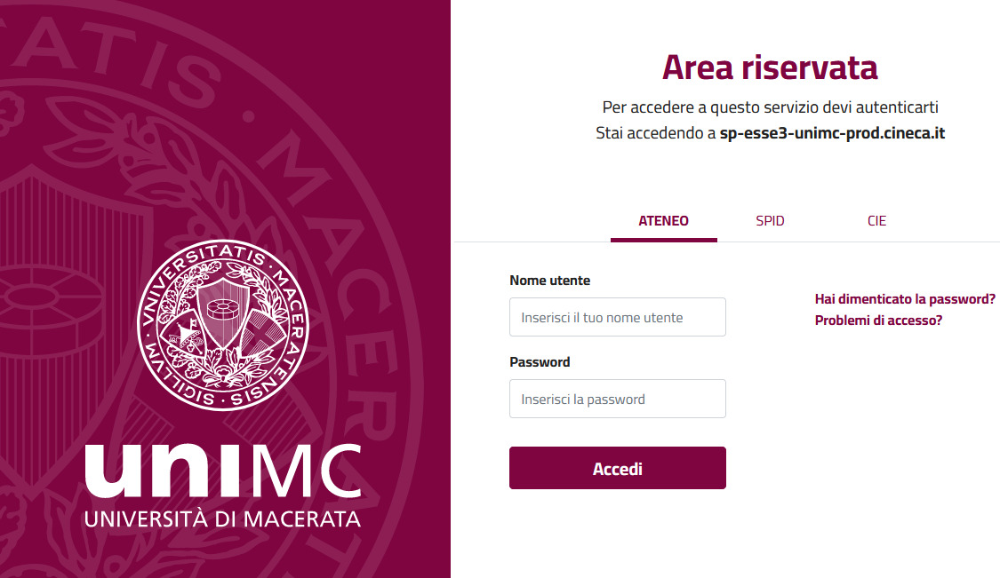 VNIVERSITATIS · MACERATENSIS · SIGILLVM ·
uniMC
UNIVERSITÀ DI MACERATA
Area riservata
Per accedere a questo servizio devi autenticarti
Stai accedendo a sp-esse3-unimc-prod.cineca.it
ATENEO SPID CIE
Nome utente
Inserisci il tuo nome utente
Hai dimenticato la password?
Problemi di accesso?
Password
Inserisci la password
Accedi
ATIS · MACERAT